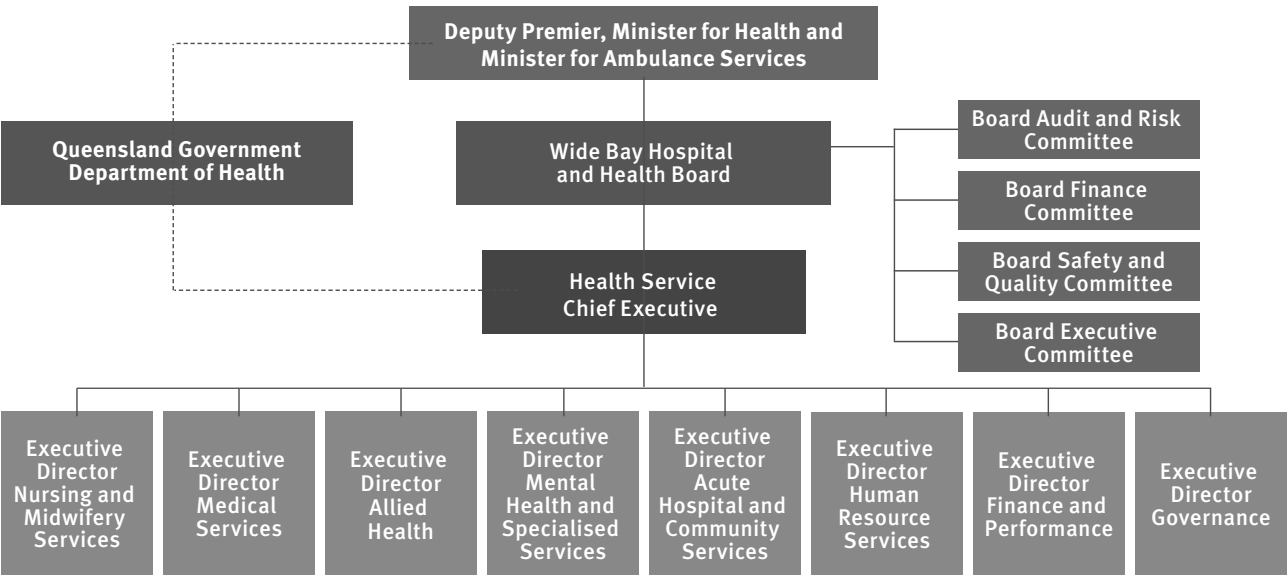 Deputy Premier, Minister for Health and
Minister for Ambulance Services
Queensland Government
Department of Health
Wide Bay Hospital
and Health Board
Board Audit and Risk
Committee
Board Finance
Committee
Board Safety and
Quality Committee
Board Executive
Committee
Health Service
Chief Executive
Executive
Director
Nursing and
Midwifery
Services
Executive
Director
Medical
Services
Executive
Director
Allied
Health
Executive
Director
Mental
Health and
Specialised
Services
Executive
Director
Acute
Hospital and
Community
Services
Executive
Director
Human
Resource
Services
Executive
Director
Finance and
Performance
Executive
Director
Governance